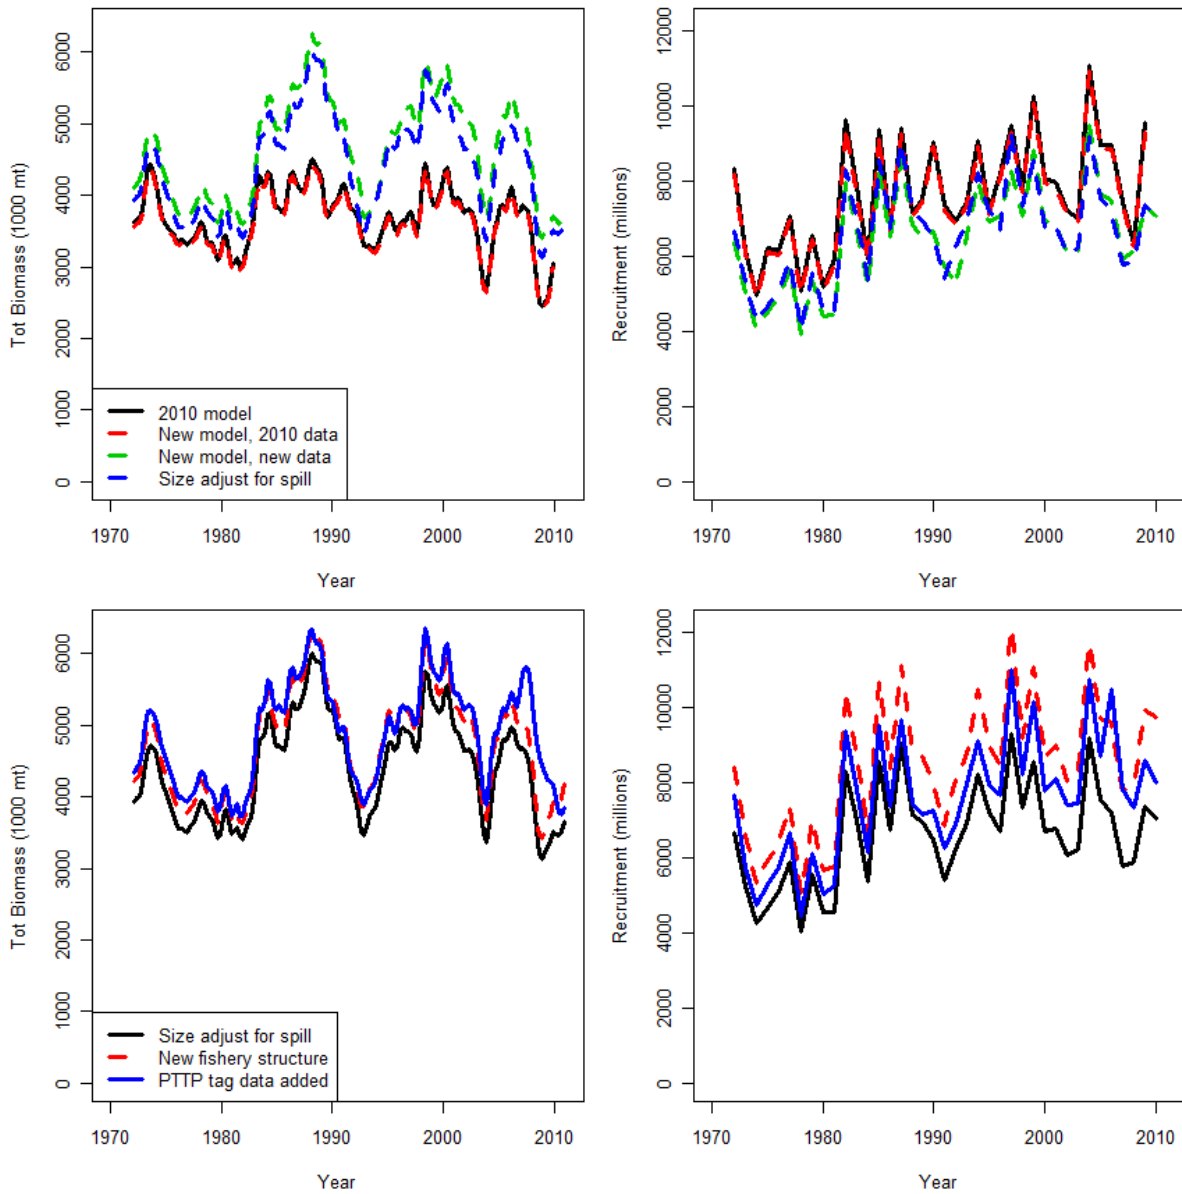 Tot Biomass (1000 mt)
6000
5000
4000
3000
2000
1000
0
2010 model
New model, 2010 data
New model, new data
Size adjust for spill
1970 1980 1990 2000 2010
Year
Recruitment (millions)
12000
10000
8000
6000
4000
2000
0
1970 1980 1990 2000 2010
Year
Tot Biomass (1000 mt)
6000
5000
4000
3000
2000
1000
0
Size adjust for spill
New fishery structure
PTTP tag data added
1970 1980 1990 2000 2010
Year
Recruitment (millions)
12000
10000
8000
6000
4000
2000
0
1970 1980 1990 2000 2010
Year